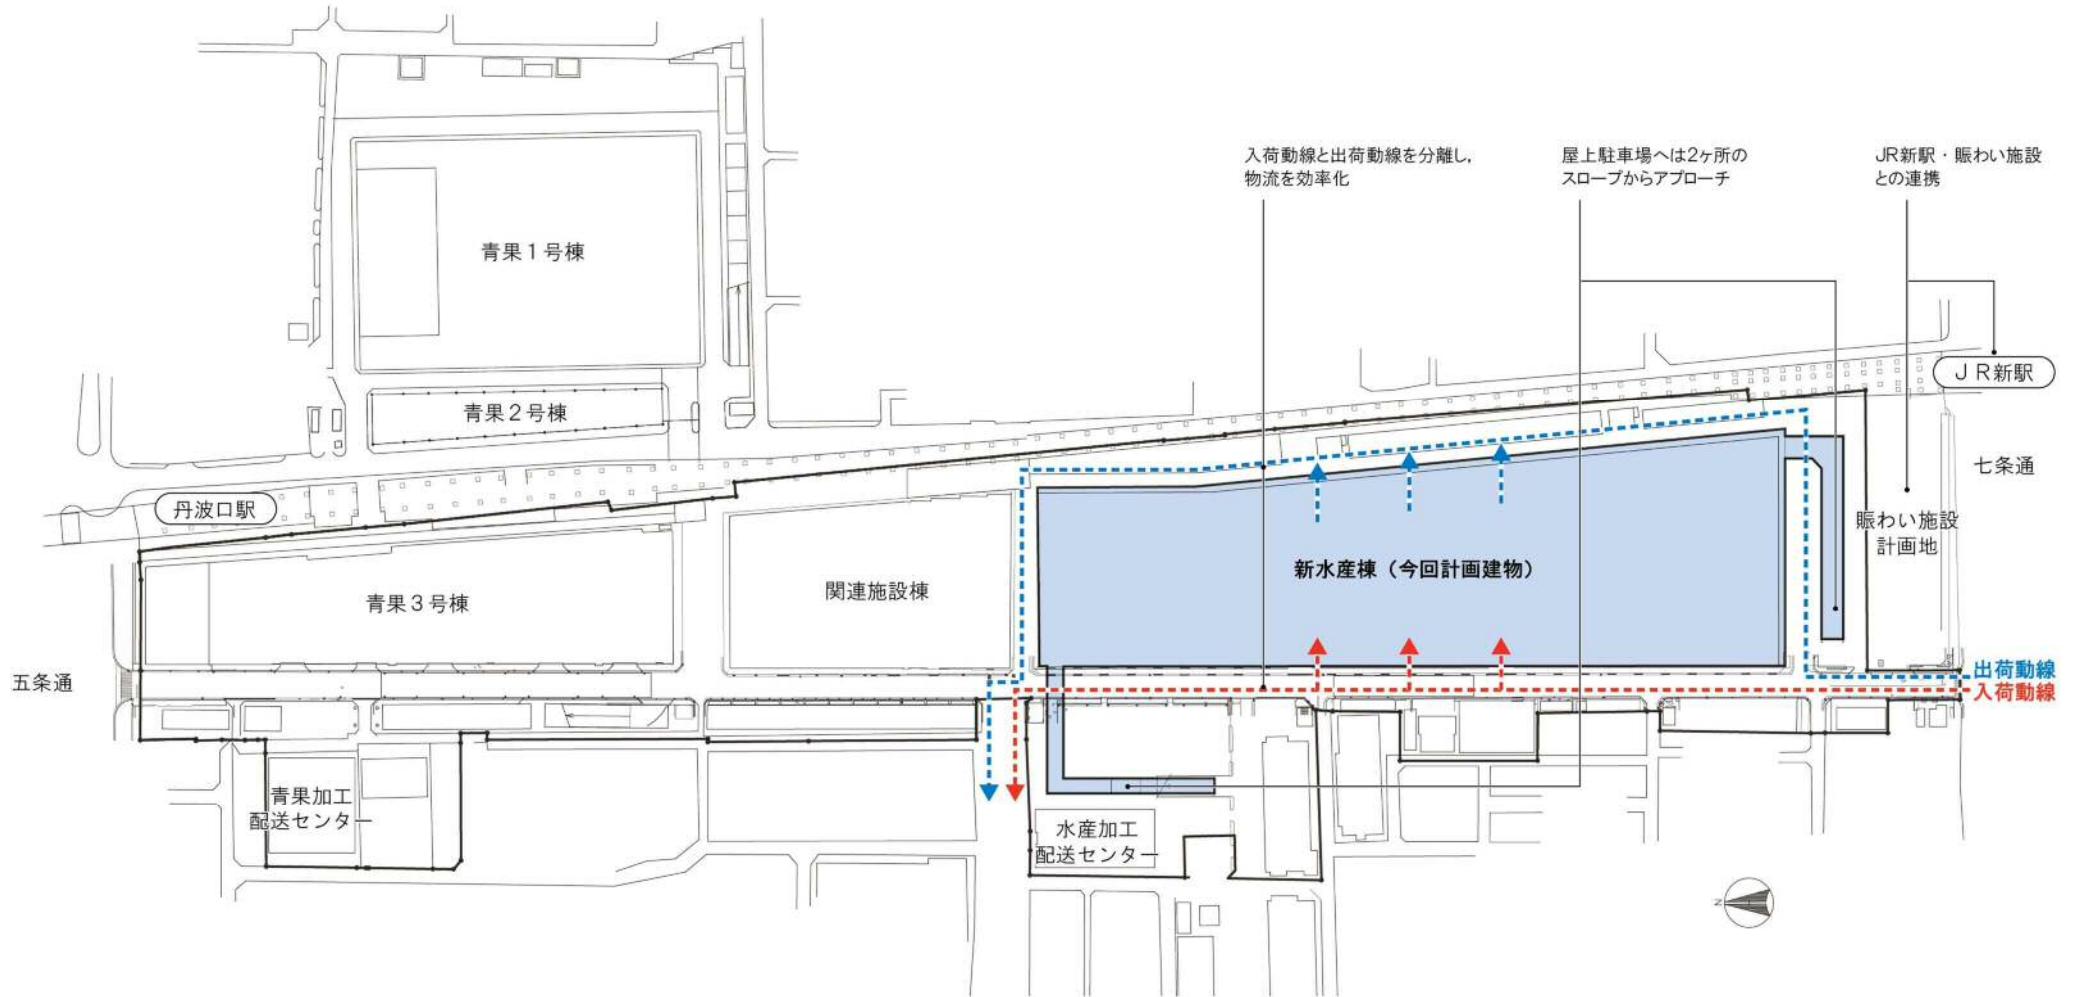 入荷動線と出荷動線を分離し,
物流を効率化
屋上駐車場へは2ヶ所の
スロープからアプローチ
JR新駅・賑わい施設
との連携
青果1号棟
青果2号棟
JR新駅
丹波口駅
七条通
賑わい施設
計画地
新水産棟（今回計画建物）
関連施設棟
青果3号棟
五条通
出荷動線
入荷動線
青果加工
配送センター
水産加工
配送センター
N